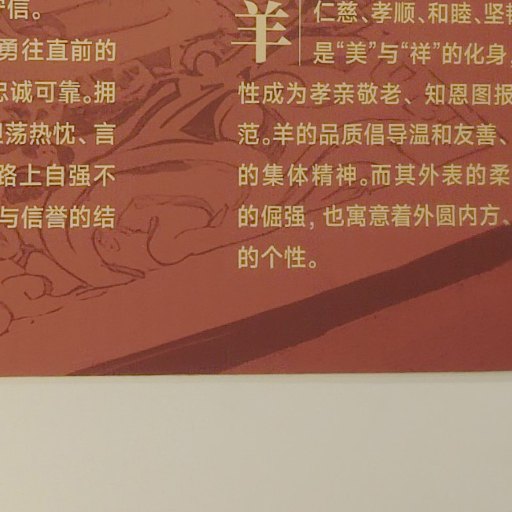 守信。
勇往直前的
忠诚可靠。拥
坦荡热忱、言
路上自强不
与信誉的结
羊
仁慈、孝顺、和睦、坚
是“美”与“祥”的化身,
性成为孝亲敬老、知恩图报
范。羊的品质倡导温和友善、
的集体精神。而其外表的柔
的倔强,也寓意着外圆内方、
的个性。